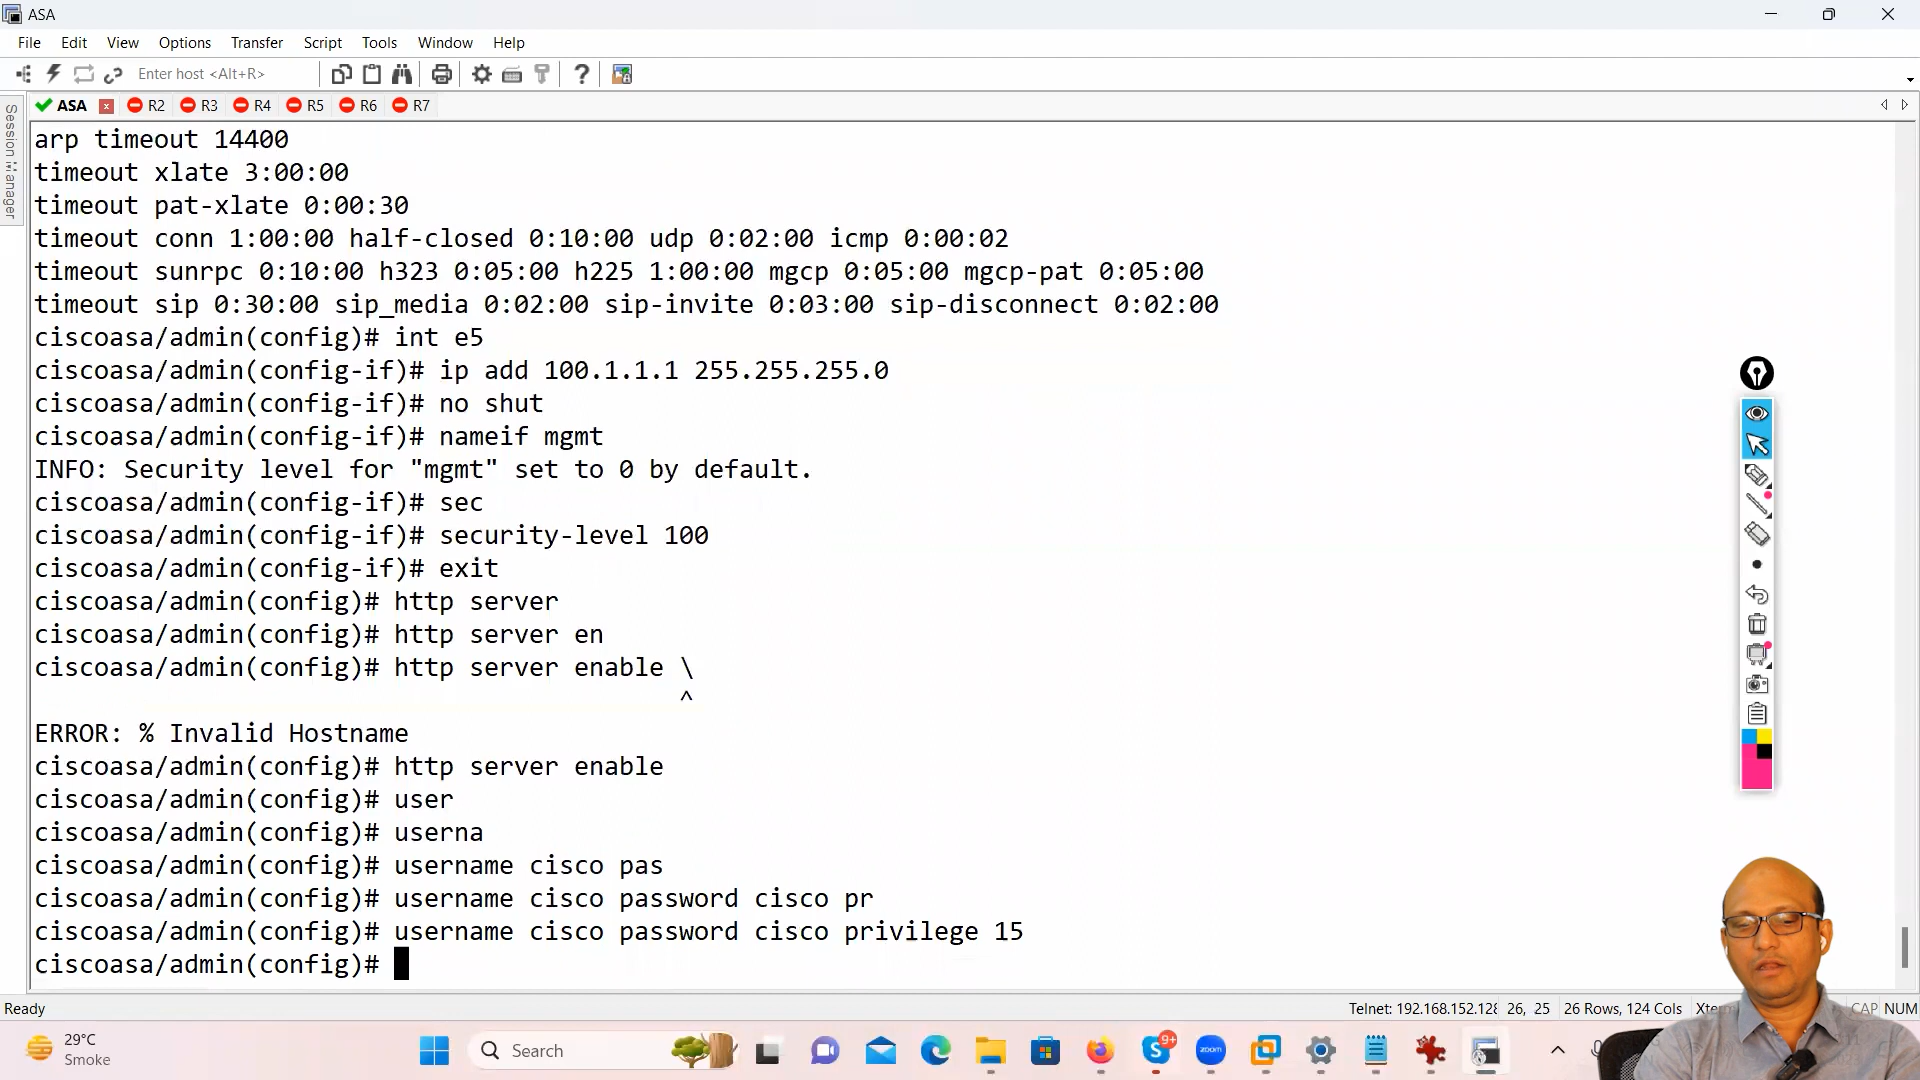 ASA
File Edit View Options Transfer Script Tools Window Help
Enter host <Alt+R>
ASA R2 R3 R4 R5 R6 R7
Session Manager
arp timeout 14400
timeout xlate 3:00:00
timeout pat-xlate 0:00:30
timeout conn 1:00:00 half-closed 0:10:00 udp 0:02:00 icmp 0:00:02
timeout sunrpc 0:10:00 h323 0:05:00 h225 1:00:00 mgcp 0:05:00 mgcp-pat 0:05:00
timeout sip 0:30:00 sip_media 0:02:00 sip-invite 0:03:00 sip-disconnect 0:02:00
ciscoasa/admin(config)# int e5
ciscoasa/admin(config-if)# ip add 100.1.1.1 255.255.255.0
ciscoasa/admin(config-if)# no shut
ciscoasa/admin(config-if)# nameif mgmt
INFO: Security level for "mgmt" set to 0 by default.
ciscoasa/admin(config-if)# sec
ciscoasa/admin(config-if)# security-level 100
ciscoasa/admin(config-if)# exit
ciscoasa/admin(config)# http server
ciscoasa/admin(config)# http server en
ciscoasa/admin(config)# http server enable \
^
ERROR: % Invalid Hostname
ciscoasa/admin(config)# http server enable
ciscoasa/admin(config)# user
ciscoasa/admin(config)# userna
ciscoasa/admin(config)# username cisco pas
ciscoasa/admin(config)# username cisco password cisco pr
ciscoasa/admin(config)# username cisco password cisco privilege 15
ciscoasa/admin(config)#
Ready Telnet: 192.168.152.128 26, 25 26 Rows, 124 Cols CAP NUM
29°C
Smoke
Search
9+
zoom